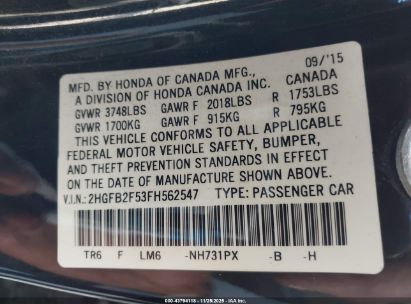 09/'15
MFD. BY HONDA OF CANADA MFG., CANADA
A DIVISION OF HONDA CANADA INC.
GVWR 3748LBS GAWR F 2018LBS R 1753LBS
GVWR 1700KG GAWR F 915KG R 795KG
THIS VEHICLE CONFORMS TO ALL APPLICABLE
FEDERAL MOTOR VEHICLE SAFETY, BUMPER,
AND THEFT PREVENTION STANDARDS IN EFFECT
ON THE DATE OF MANUFACTURE SHOWN ABOVE.
V.I.N.: 2HGFB2F53FH562547 TYPE: PASSENGER CAR
TR6 F LM6 -NH731PX -B -H